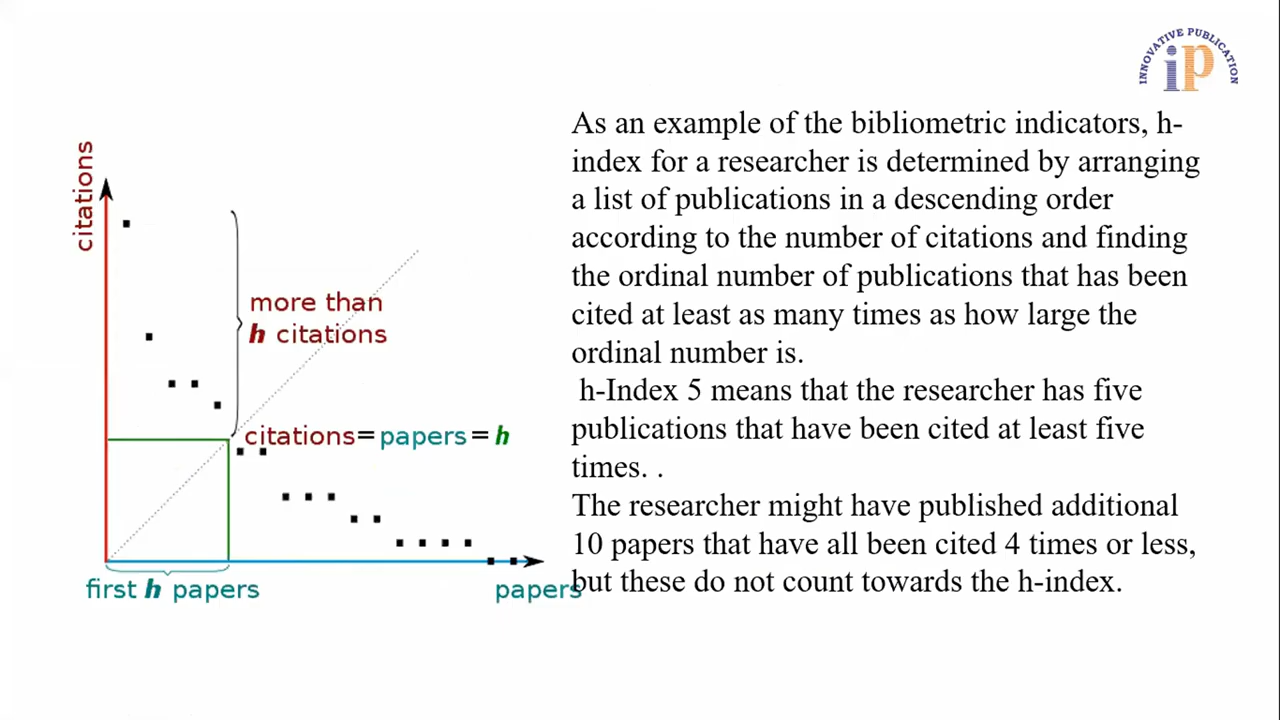 INNOVATIVE PUBLICATION
iP
As an example of the bibliometric indicators, h-
index for a researcher is determined by arranging
a list of publications in a descending order
according to the number of citations and finding
the ordinal number of publications that has been
cited at least as many times as how large the
ordinal number is.
h-Index 5 means that the researcher has five
publications that have been cited at least five
times. .
The researcher might have published additional
10 papers that have all been cited 4 times or less,
but these do not count towards the h-index.
citations
more than
h citations
citations=papers=h
first h papers
papers